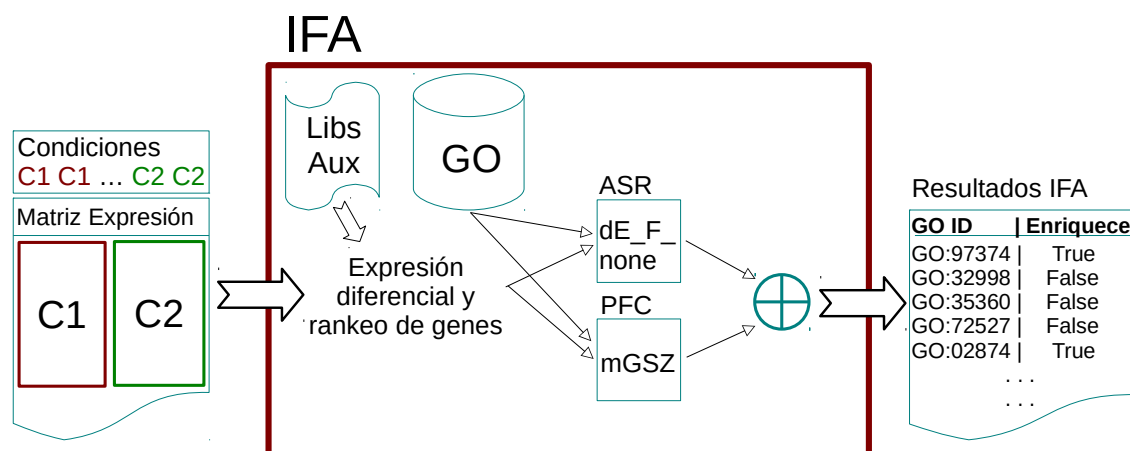 IFA
Condiciones
C1 C1 ... C2 C2
Matriz Expresión
C1
C2
Libs
Aux
GO
Expresión
diferencial y
rankeo de genes
ASR
dE_F_
none
PFC
mGSZ
Resultados IFA
GO ID | Enriquece
GO:97374 | True
GO:32998 | False
GO:35360 | False
GO:72527 | False
GO:02874 | True
. . .
. . .